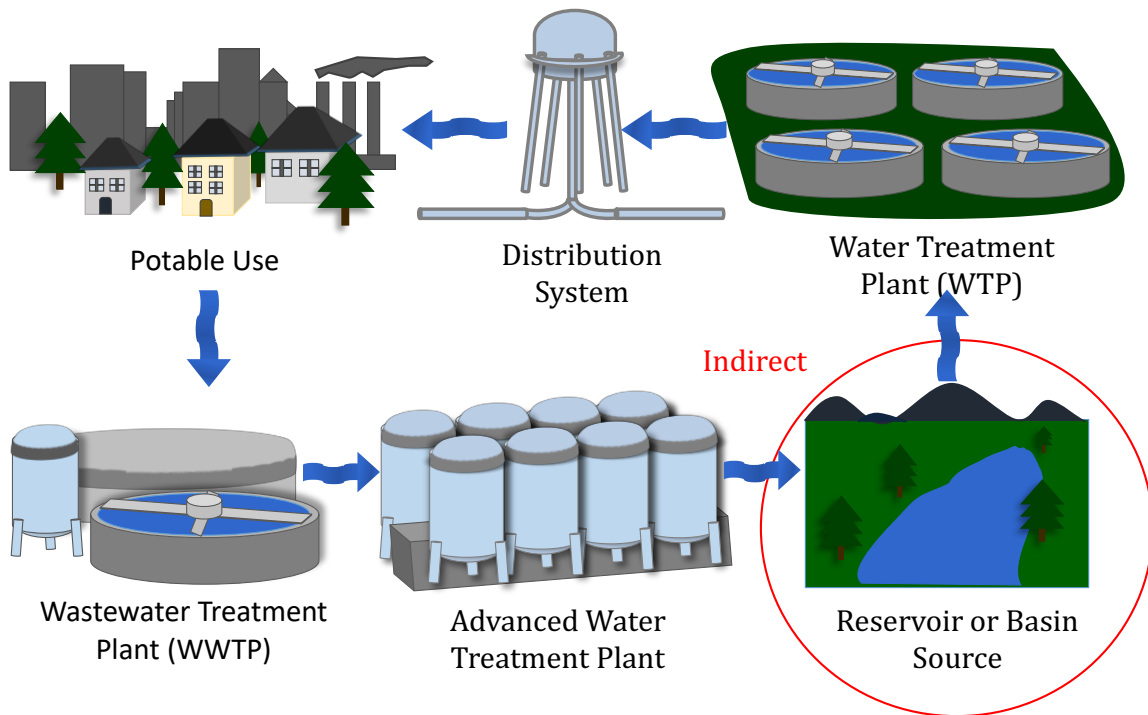 Potable Use
Distribution
System
Water Treatment
Plant (WTP)
Indirect
Wastewater Treatment
Plant (WWTP)
Advanced Water
Treatment Plant
Reservoir or Basin
Source